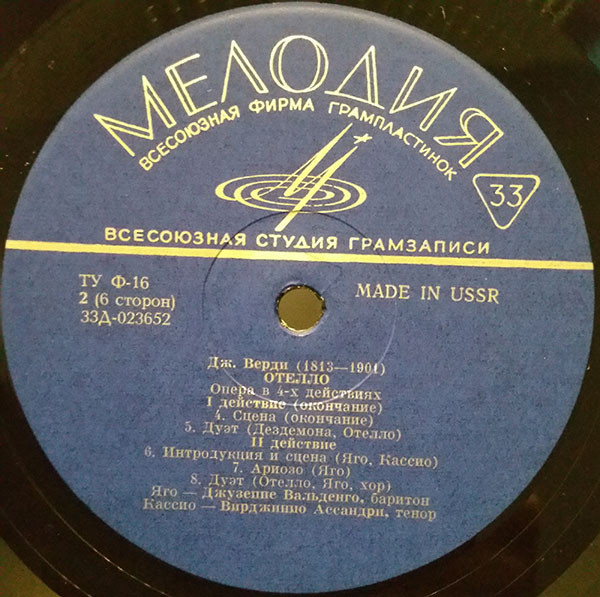 МЕЛОДИЯ
ВСЕСОЮЗНАЯ ФИРМА ГРАМПЛАСТИНОК
33
ВСЕСОЮЗНАЯ СТУДИЯ ГРАМЗАПИСИ
ТУ Ф-16
2 (6 сторон)
33Д-023652
MADE IN USSR
Дж. Верди (1813—1901)
ОТЕЛЛО
Опера в 4-х действиях
I действие (окончание)
4. Сцена (окончание)
5. Дуэт (Дездемона, Отелло)
II действие
6. Интродукция и сцена (Яго, Кассио)
7. Ариозо (Яго)
8. Дуэт (Отелло, Яго, хор)
Яго — Джузеппе Вальденго, баритон
Кассио — Вирджинио Ассандри, тенор